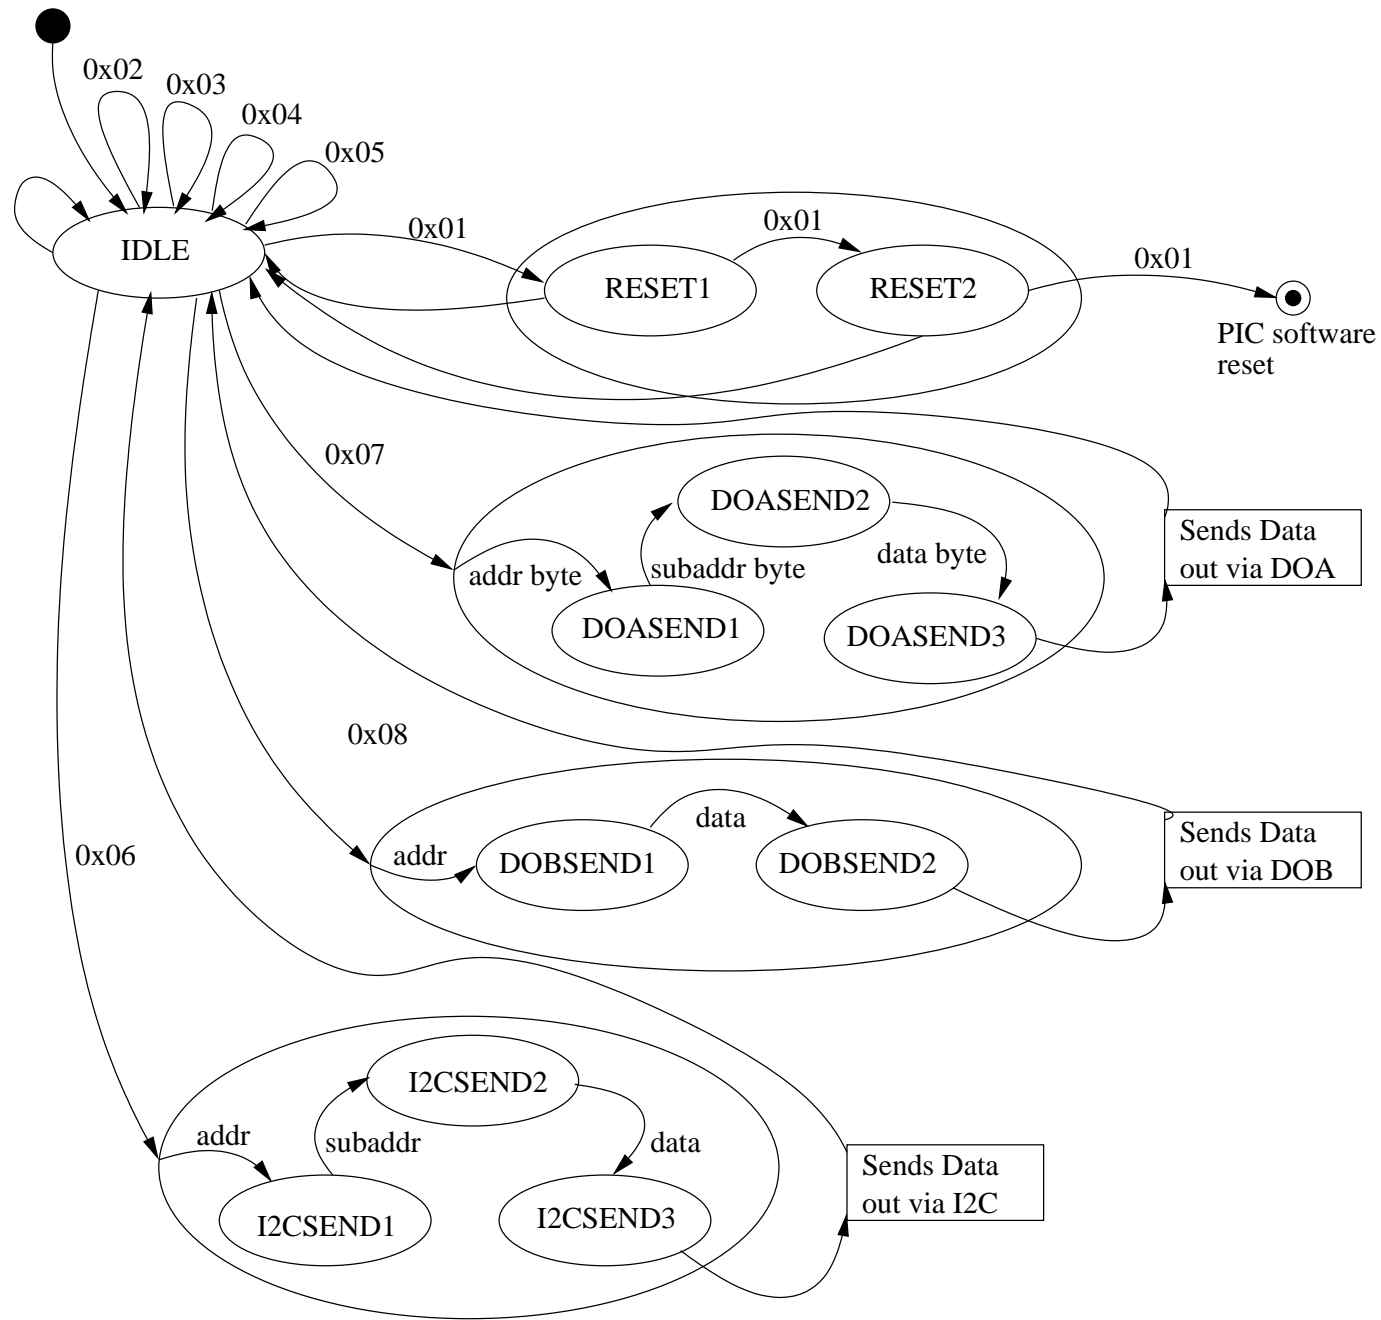 0x02
0x03
0x04
0x05
IDLE
0x01
0x01
RESET1
RESET2
0x01
PIC software
reset
0x07
DOASEND2
addr byte
subaddr byte
data byte
DOASEND1
DOASEND3
Sends Data
out via DOA
0x08
addr
data
DOBSEND1
DOBSEND2
Sends Data
out via DOB
0x06
I2CSEND2
addr
subaddr
data
I2CSEND1
I2CSEND3
Sends Data
out via I2C